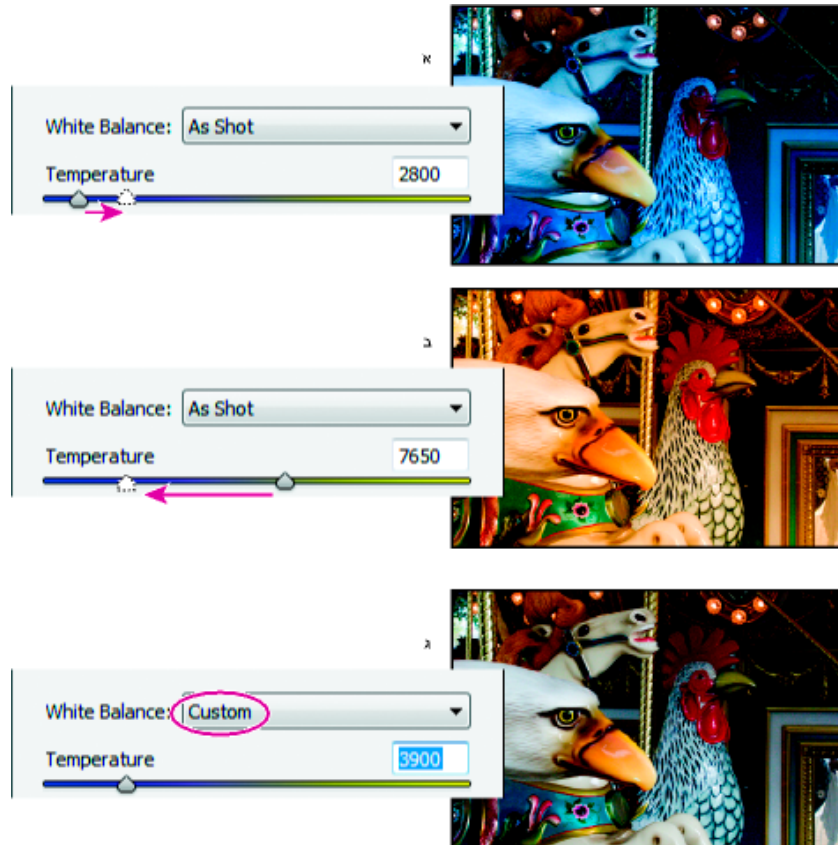 א
White Balance: As Shot
Temperature 2800
ב
White Balance: As Shot
Temperature 7650
ג
White Balance: Custom
Temperature 3900